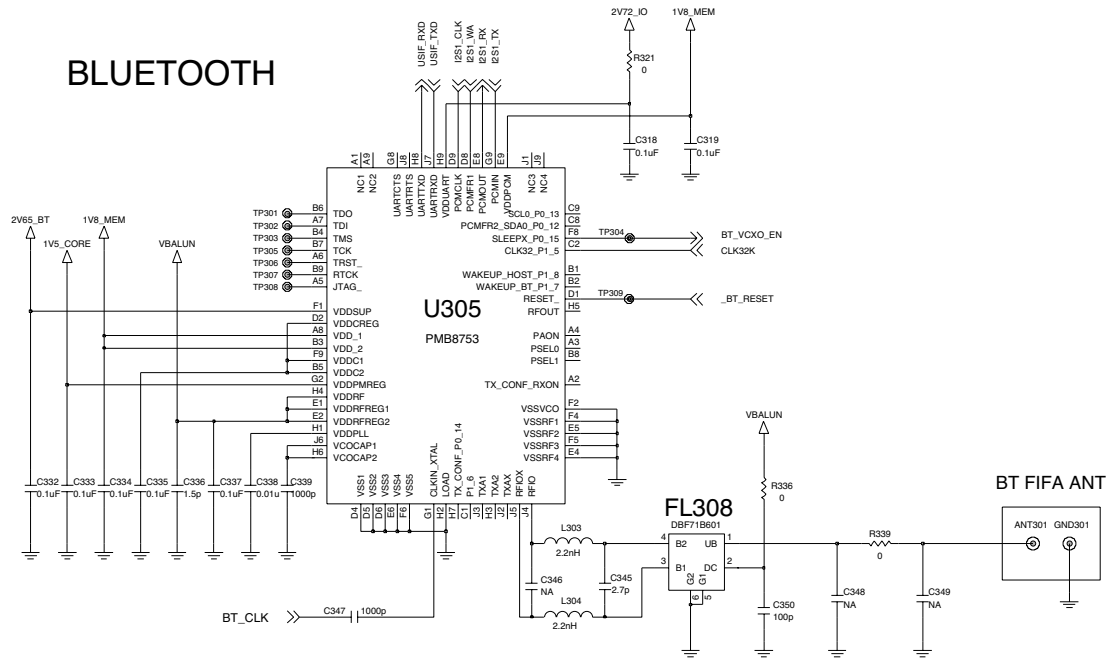 BLUETOOTH
USIF_RXD
USIF_TXD
I2S1_CLK
I2S1_WA
I2S1_RX
I2S1_TX
2V72_IO
1V8_MEM
R321
0
C318
0.1uF
C319
0.1uF
A1
A9
G8
J8
H8
J7
H9
D9
D8
E8
G9
E9
J1
J9
NC1
NC2
UARTCTS
UARTRTS
UARTTXD
UARTRXD
VDDUART
PCMCLK
PCMFR1
PCMOUT
PCMIN
VDDPCM
NC3
NC4
2V65_BT
1V5_CORE
1V8_MEM
VBALUN
TP301 B6 TDO
TP302 A7 TDI
TP303 B4 TMS
TP305 B7 TCK
TP306 A6 TRST_
TP307 B9 RTCK
TP308 A5 JTAG_
F1 VDDSUP
D2 VDDCREG
A8 VDD_1
B3 VDD_2
F9 VDDC1
B5 VDDC2
G2 VDDPMREG
H4 VDDRF
E1 VDDRFREG1
E2 VDDRFREG2
H1 VDDPLL
J6 VCOCAP1
H6 VCOCAP2
U305
PMB8753
SCL0_P0_13 C9
PCMFR2_SDA0_P0_12 C8
SLEEPX_P0_15 F8 TP304 BT_VCXO_EN
CLK32_P1_5 C2 CLK32K
WAKEUP_HOST_P1_8 B1
WAKEUP_BT_P1_7 B2
RESET_ D1 TP309 _BT_RESET
RFOUT H5
PAON A4
PSEL0 A3
PSEL1 B8
TX_CONF_RXON A2
VSSVCO F2
VSSRF1 F4
VSSRF2 E5
VSSRF3 F5
VSSRF4 E4
VSS1
VSS2
VSS3
VSS4
VSS5
CLKIN_XTAL
LOAD
TX_CONF_P0_14
P1_6
TXA1
TXA2
TXAX
RFIOX
RFIO
D4
D5
D6
E6
F6
G1
H2
H7
C1
J3
H3
J2
J5
J4
C332
0.1uF
C333
0.1uF
C334
0.1uF
C335
0.1uF
C336
1.5p
C337
0.1uF
C338
0.01u
C339
1000p
BT_CLK
C347
1000p
L303
2.2nH
C346
NA
C345
2.7p
L304
2.2nH
FL308
DBF71B601
4 B2
3 B1
UB 1
DC 2
G2
G1
6
5
VBALUN
R336
0
C350
100p
R339
0
C348
NA
C349
NA
BT FIFA ANT
ANT301
GND301